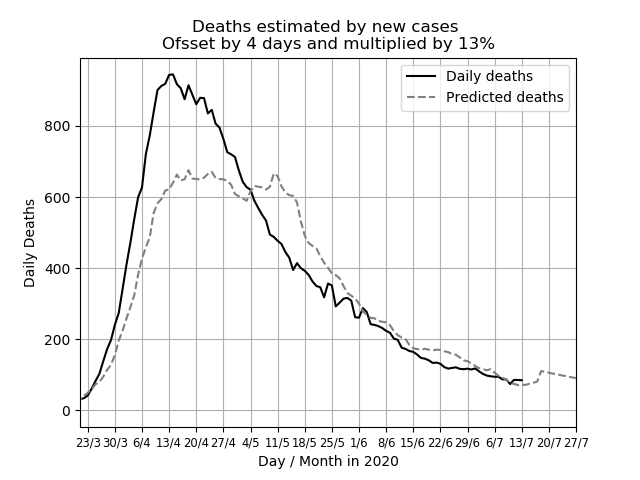 Deaths estimated by new cases
Ofsset by 4 days and multiplied by 13%
Daily deaths
Predicted deaths
Daily Deaths
800
600
400
200
0
23/3 30/3 6/4 13/4 20/4 27/4 4/5 11/5 18/5 25/5 1/6 8/6 15/6 22/6 29/6 6/7 13/7 20/7 27/7
Day / Month in 2020